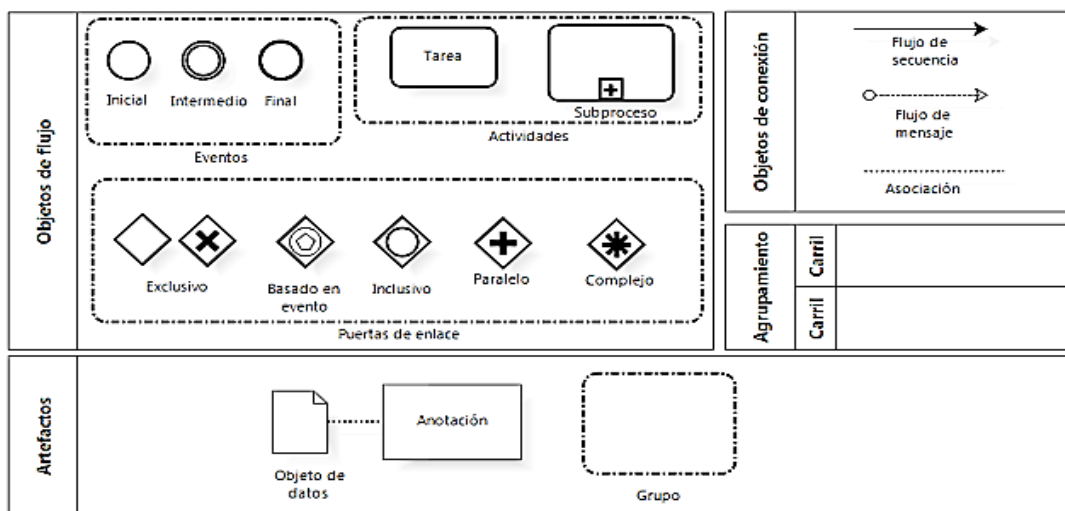 Objetos de flujo
Inicial
Intermedio
Final
Eventos
Tarea
Subproceso
Actividades
Exclusivo
Basado en
evento
Inclusivo
Paralelo
Complejo
Puertas de enlace
Objetos de conexión
Flujo de
secuencia
Flujo de
mensaje
Asociación
Agrupamiento
Carril
Carril
Artefactos
Objeto de
datos
Anotación
Grupo